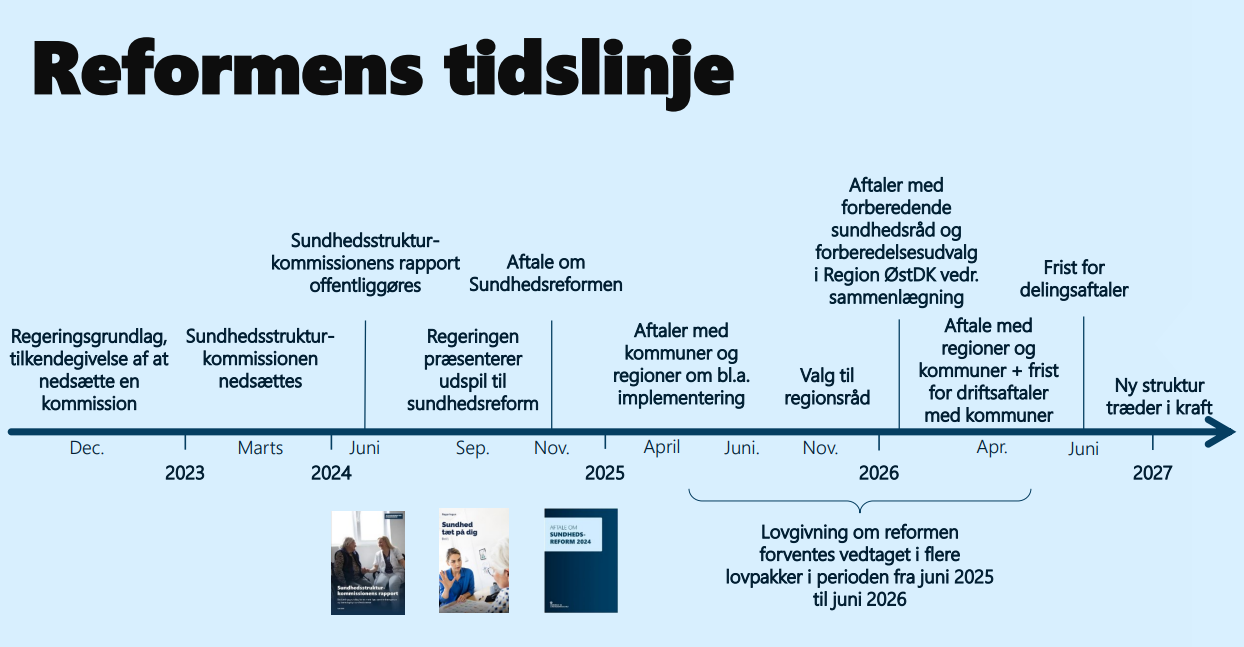 Reformens tidslinje
Aftaler med
forberedende
sundhedsråd og
forberedelsesudvalg
i Region ØstDK vedr.
sammenlægning
Sundhedsstruktur-
kommissionens rapport
offentliggøres
Aftale om
Sundhedsreformen
Frist for
delingsaftaler
Regeringsgrundlag,
tilkendegivelse af at
nedsætte en
kommission
Sundhedsstruktur-
kommissionen
nedsættes
Regeringen
præsenterer
udspil til
sundhedsreform
Aftaler med
kommuner og
regioner om bl.a.
implementering
Valg til
regionsråd
Aftale med
regioner og
kommuner + frist
for driftsaftaler
med kommuner
Ny struktur
træder i kraft
Dec.
Marts
Juni
Sep.
Nov.
April
Juni.
Nov.
Apr.
Juni
2023
2024
2025
2026
2027
Sundhedsstruktur-
kommissionens rapport
Sundhed
tæt på dig
AFTALE OM
SUNDHEDS-
REFORM 2024
Lovgivning om reformen
forventes vedtaget i flere
lovpakker i perioden fra juni 2025
til juni 2026